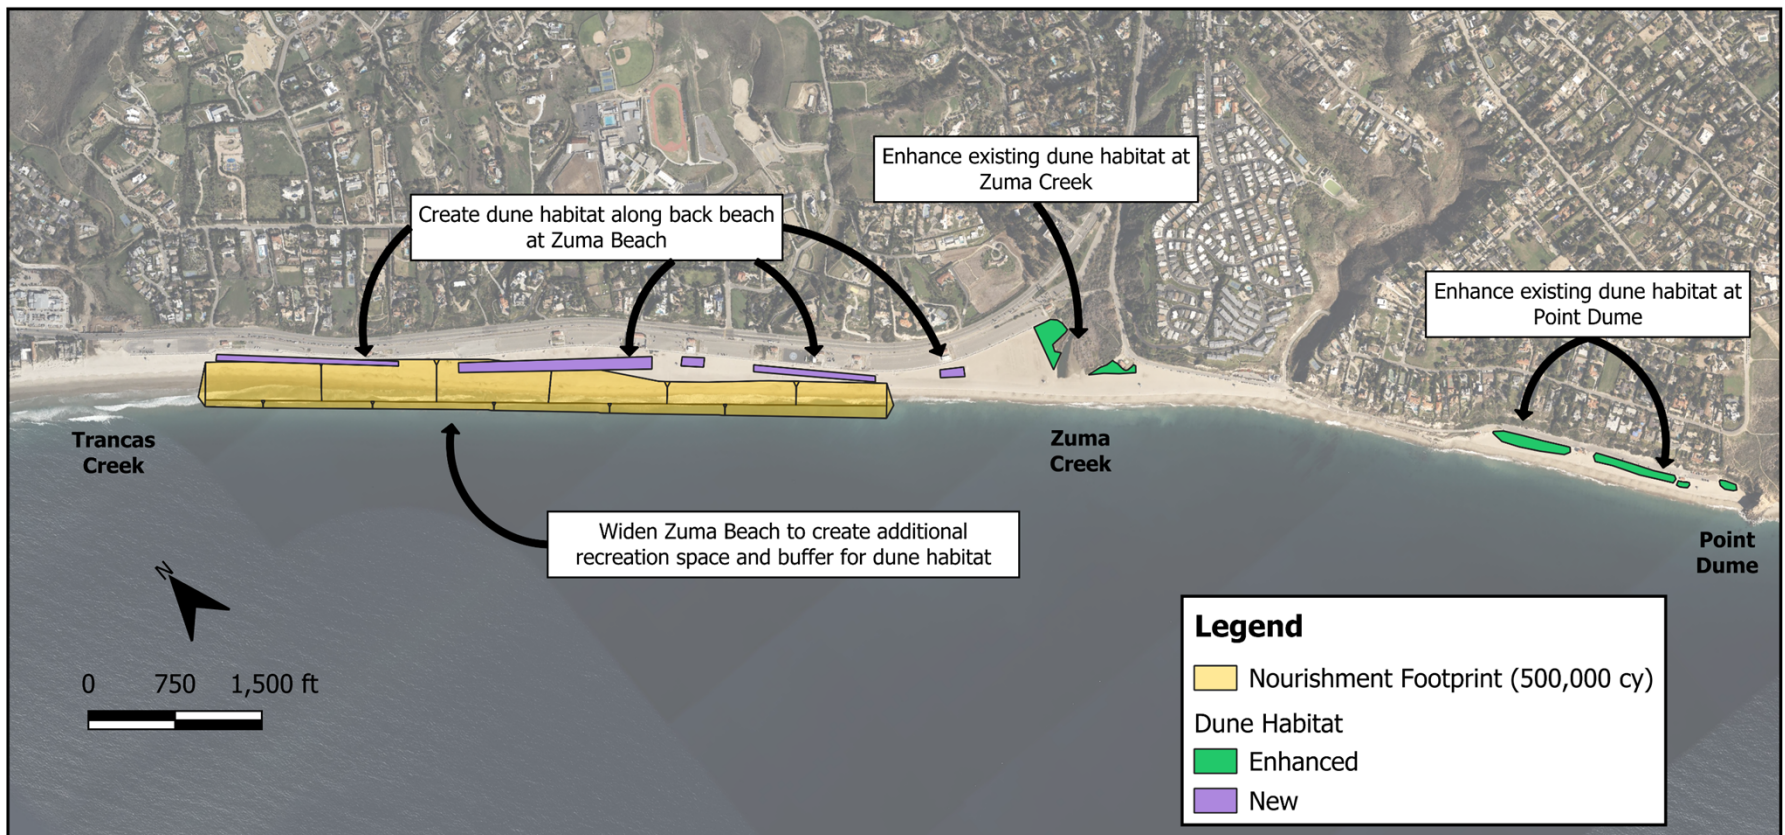 Enhance existing dune habitat at
Zuma Creek
Create dune habitat along back beach
at Zuma Beach
Enhance existing dune habitat at
Point Dume
Trancas
Creek
Zuma
Creek
Widen Zuma Beach to create additional
recreation space and buffer for dune habitat
Point
Dume
N
0 750 1,500 ft
Legend
Nourishment Footprint (500,000 cy)
Dune Habitat
Enhanced
New